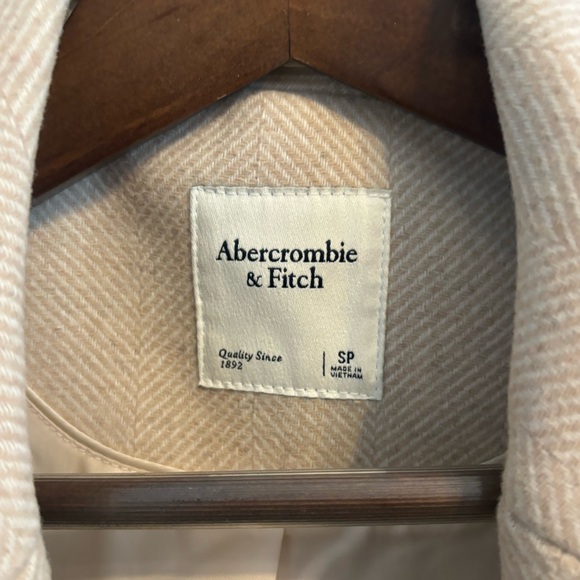 Abercrombie
& Fitch
Quality Since
1892
SP
MADE IN
VIETNAM